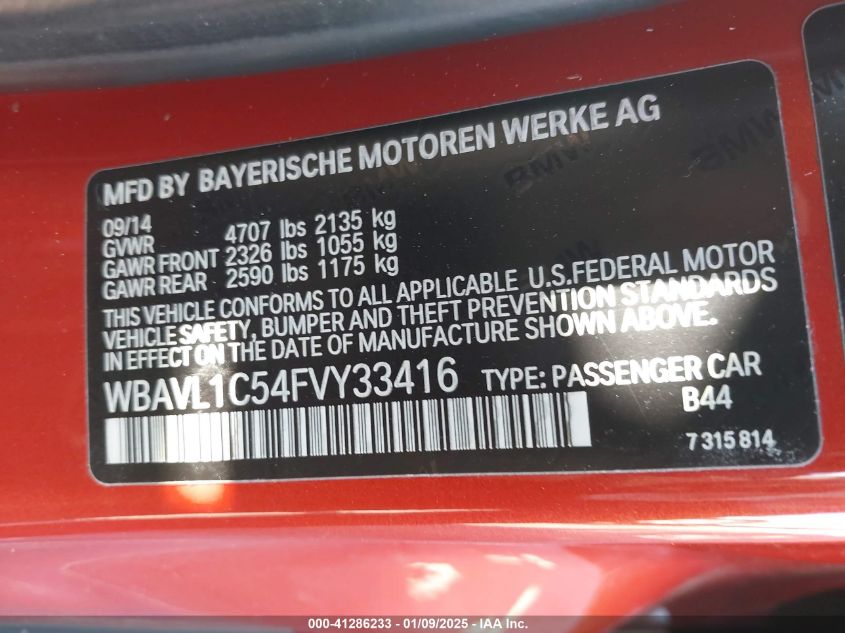 MFD BY BAYERISCHE MOTOREN WERKE AG
09/14
GVWR 4707 lbs 2135 kg
GAWR FRONT 2326 lbs 1055 kg
GAWR REAR 2590 lbs 1175 kg
THIS VEHICLE CONFORMS TO ALL APPLICABLE U.S.FEDERAL MOTOR
VEHICLE SAFETY, BUMPER AND THEFT PREVENTION STANDARDS
IN EFFECT ON THE DATE OF MANUFACTURE SHOWN ABOVE.
WBAVL1C54FVY33416 TYPE: PASSENGER CAR
B44
7 315 814
BMW
BMW
000-41286233 - 01/09/2025 - IAA Inc.